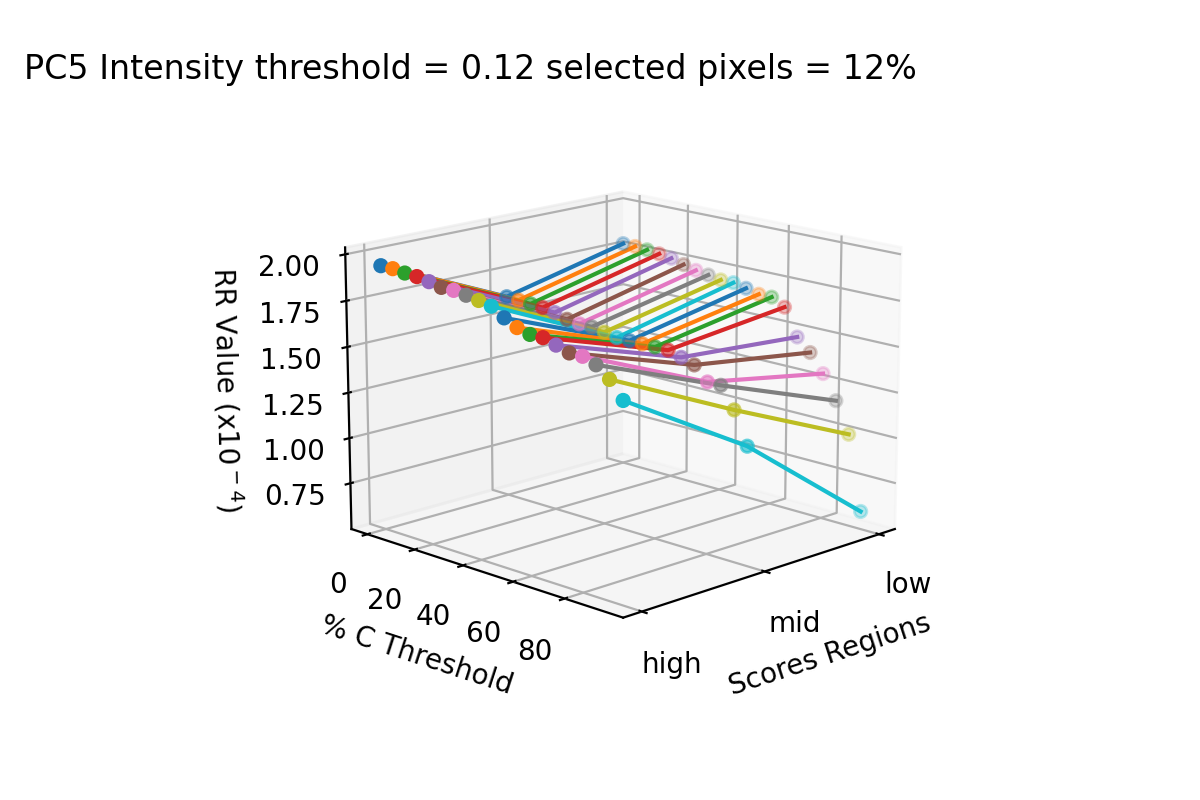 PC5 Intensity threshold = 0.12 selected pixels = 12%
RR Value (x10⁻⁴)
2.00
1.75
1.50
1.25
1.00
0.75
0
20
40
60
80
% C Threshold
high
mid
low
Scores Regions